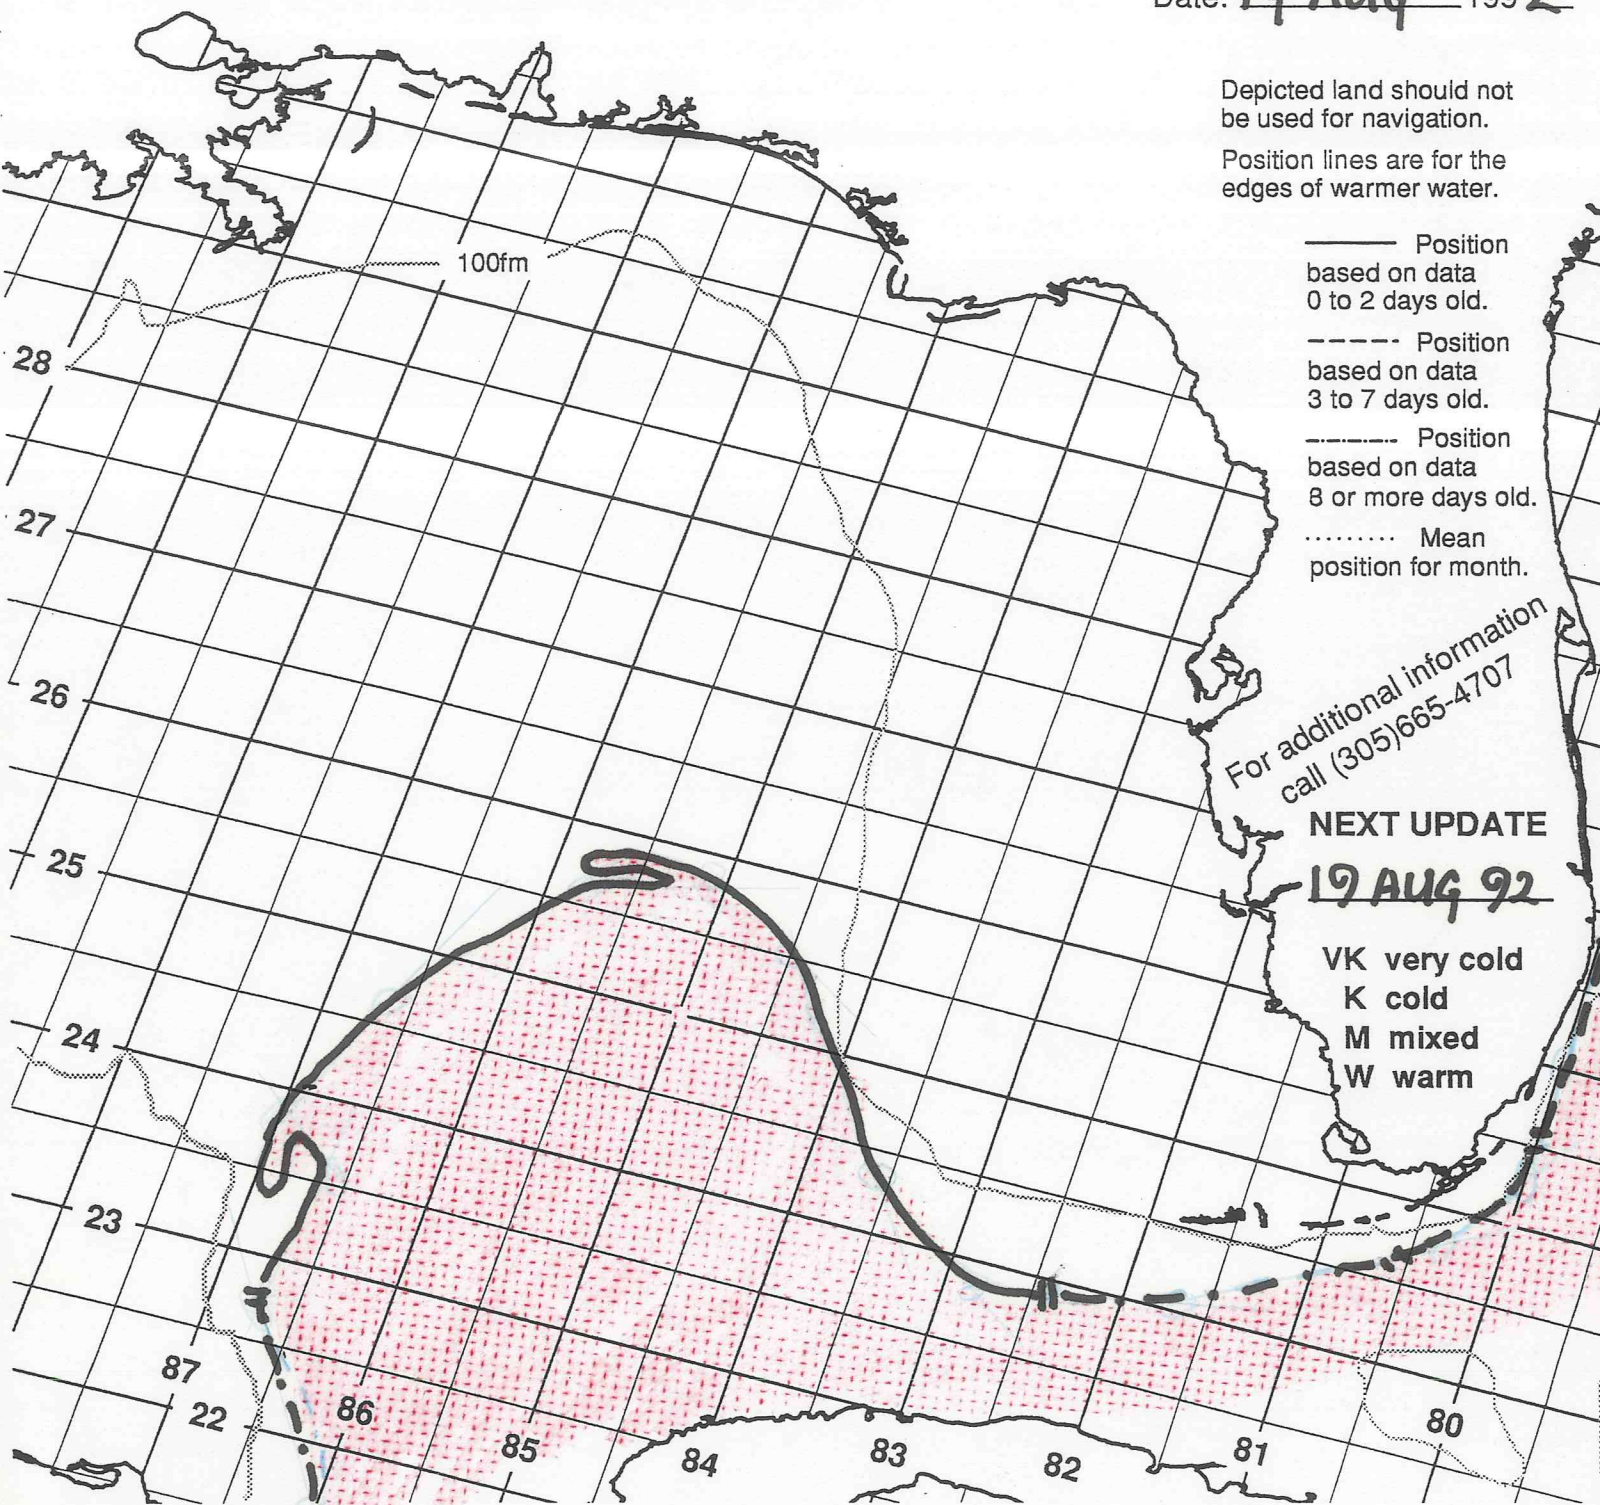 Date: Aug 1992
Depicted land should not
be used for navigation.
Position lines are for the
edges of warmer water.
Position
based on data
0 to 2 days old.
Position
based on data
3 to 7 days old.
Position
based on data
8 or more days old.
Mean
position for month.
For additional information
call (305)665-4707
NEXT UPDATE
19 AUG 92
VK very cold
K cold
M mixed
W warm
100fm
28
27
26
25
24
23
87
22
86
85
84
83
82
81
80